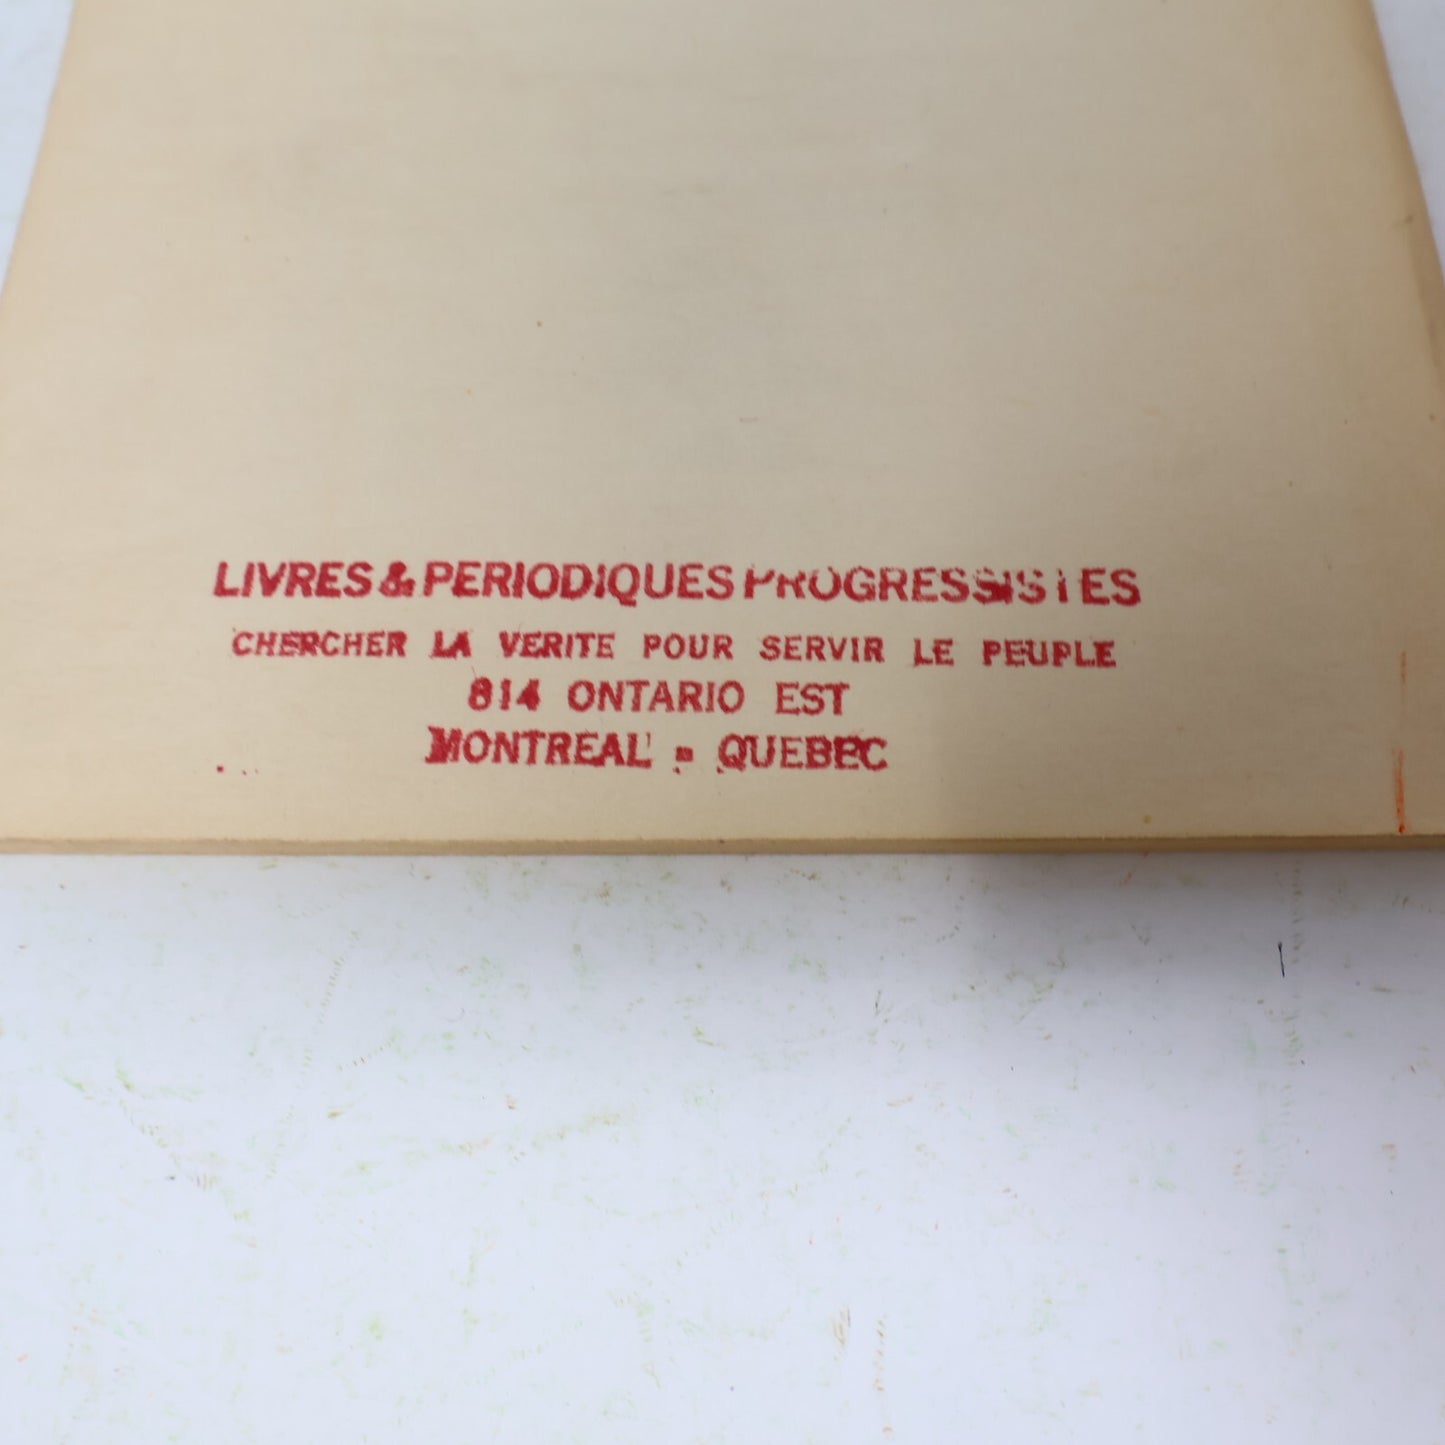 LIVRES & PERIODIQUES PROGRESSISTES
CHERCHER LA VERITE POUR SERVIR LE PEUPLE
814 ONTARIO EST
MONTREAL - QUEBEC